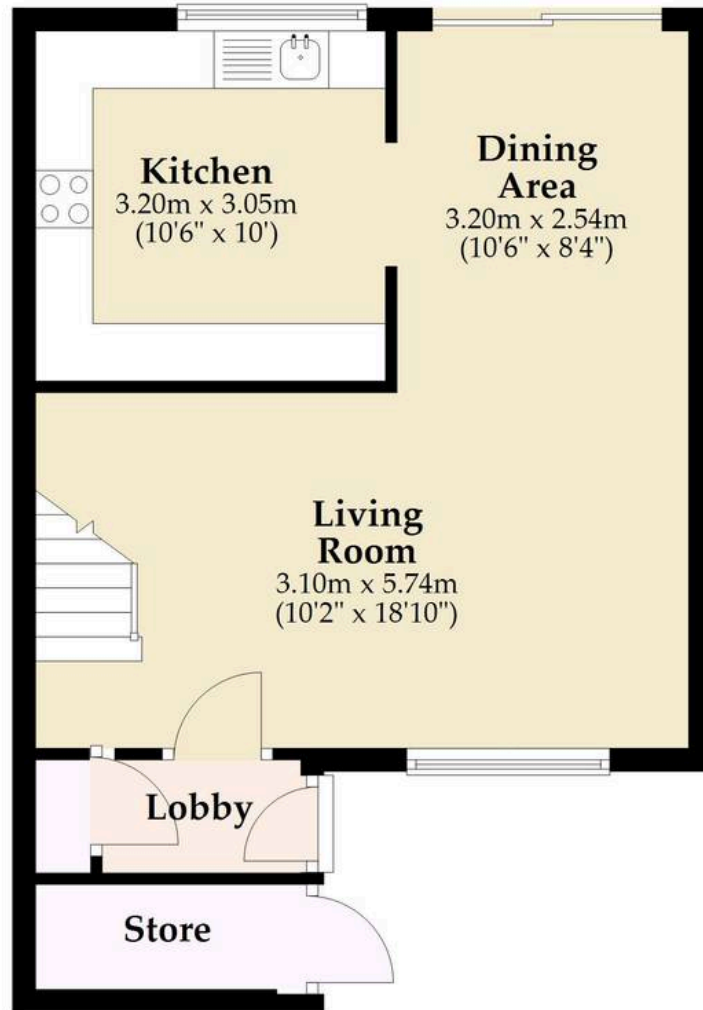 Kitchen
3.20m x 3.05m
(10'6" x 10')
Dining
Area
3.20m x 2.54m
(10'6" x 8'4")
Living
Room
3.10m x 5.74m
(10'2" x 18'10")
Lobby
Store